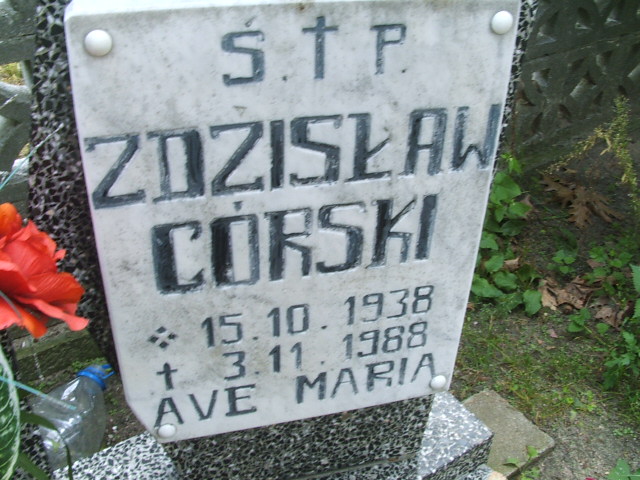 Ś † P
ZDZISŁAW
GÓRSKI
15.10.1938
† 3.11.1988
AVE MARIA